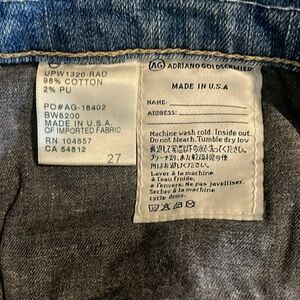 UPW1320-RAD
98% COTTON
2% PU
PO#AG-18402
BW8200
MADE IN U.S.A
OF IMPORTED FABRIC
RN 104857
CA 54612
27
AG ADRIANO GOLDSCHMIED
MADE IN U.S.A
NAME:
ADDRESS:
Machine wash cold. Inside out.
Do not Bleach. Tumble dry low
Laver à la machine
à l'eau froide,
à l'envers. Ne pas javelliser.
Secher à la machine
cycle doux.